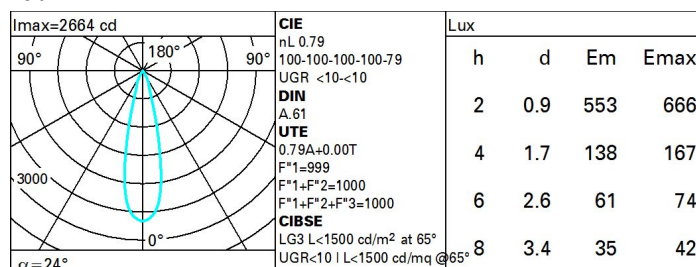 Imax=2664 cd
90° 180° 90°
3000
0°
α=24°
CIE
nL 0.79
100-100-100-100-79
UGR <10-<10
DIN
A.61
UTE
0.79A+0.00T
F"1=999
F"1+F"2=1000
F"1+F"2+F"3=1000
CIBSE
LG3 L<1500 cd/m² at 65°
UGR<10 | L<1500 cd/mq @65°
Lux
h d Em Emax
2 0.9 553 666
4 1.7 138 167
6 2.6 61 74
8 3.4 35 42